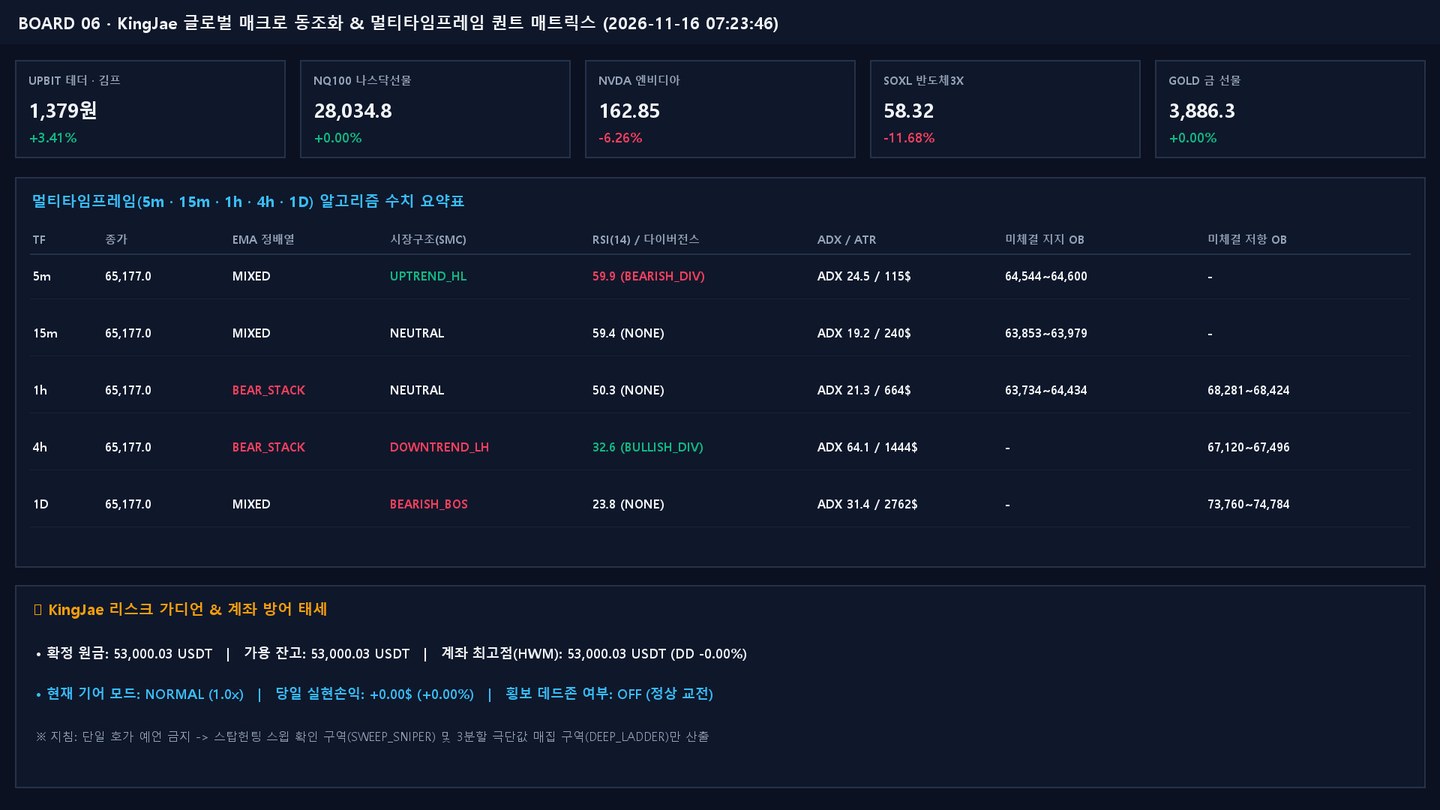 BOARD 06 · KingJae 글로벌 매크로 동조화 & 멀티타임프레임 퀀트 매트릭스 (2026-11-16 07:23:46)
UPBIT 테더 · 김프 NQ100 나스닥선물 NVDA 엔비디아 SOXL 반도체3X GOLD 금 선물
1,379원 28,034.8 162.85 58.32 3,886.3
+3.41% +0.00% -6.26% -11.68% +0.00%
멀티타임프레임(5m · 15m · 1h · 4h · 1D) 알고리즘 수치 요약표
TF 종가 EMA 정배열 시장구조(SMC) RSI(14) / 다이버전스 ADX / ATR 미체결 지지 OB 미체결 저항 OB
5m 65,177.0 MIXED UPTREND_HL 59.9 (BEARISH_DIV) ADX 24.5 / 115$ 64,544~64,600 -
15m 65,177.0 MIXED NEUTRAL 59.4 (NONE) ADX 19.2 / 240$ 63,853~63,979 -
1h 65,177.0 BEAR_STACK NEUTRAL 50.3 (NONE) ADX 21.3 / 664$ 63,734~64,434 68,281~68,424
4h 65,177.0 BEAR_STACK DOWNTREND_LH 32.6 (BULLISH_DIV) ADX 64.1 / 1444$ - 67,120~67,496
1D 65,177.0 MIXED BEARISH_BOS 23.8 (NONE) ADX 31.4 / 2762$ - 73,760~74,784
KingJae 리스크 가디언 & 계좌 방어 태세
• 확정 원금: 53,000.03 USDT | 가용 잔고: 53,000.03 USDT | 계좌 최고점(HWM): 53,000.03 USDT (DD -0.00%)
• 현재 기어 모드: NORMAL (1.0x) | 당일 실현손익: +0.00$ (+0.00%) | 횡보 데드존 여부: OFF (정상 교전)
※ 지침: 단일 호가 예언 금지 -> 스탑헌팅 스윕 확인 구역(SWEEP_SNIPER) 및 3분할 극단값 매집 구역(DEEP_LADDER)만 산출